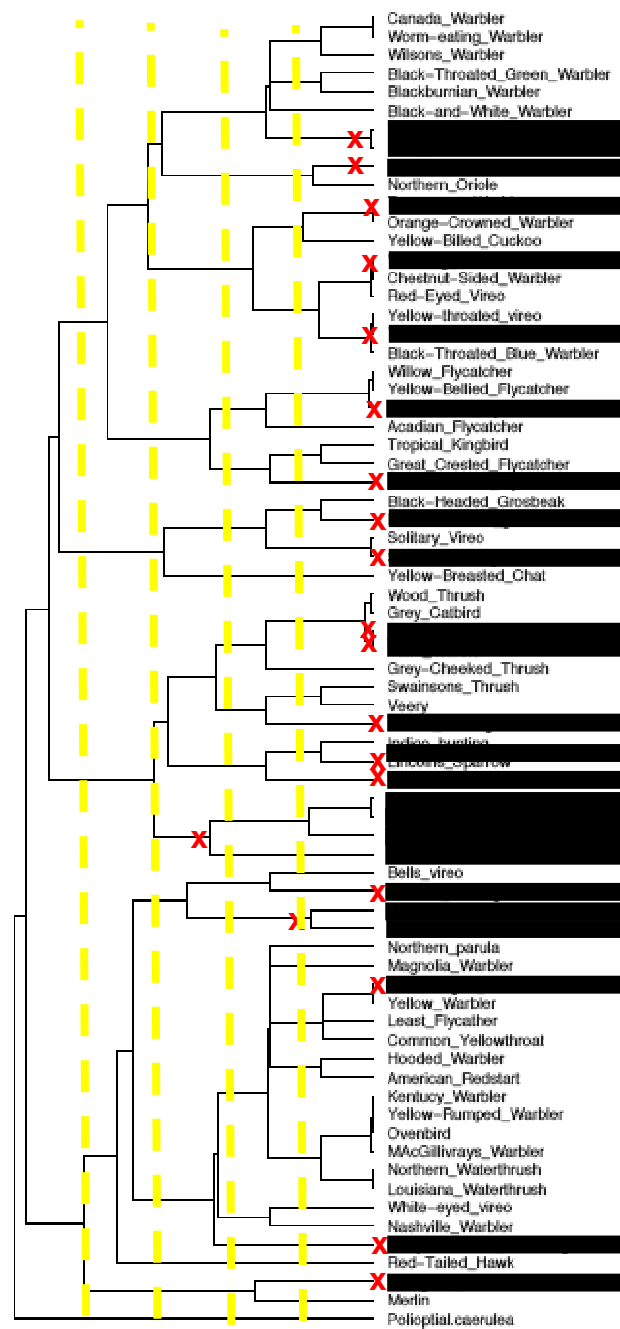 Canada_Warbler
Worm-eating_Warbler
Wilsons_Warbler
Black-Throated_Green_Warbler
Blackburnian_Warbler
Black-and-White_Warbler
X
X
Northern_Oriole
X
Orange-Crowned_Warbler
Yellow-Billed_Cuckoo
X
Chestnut-Sided_Warbler
Red-Eyed_Vireo
Yellow-throated_vireo
X
Black-Throated_Blue_Warbler
Willow_Flycatcher
Yellow-Bellied_Flycatcher
X
Acadian_Flycatcher
Tropical_Kingbird
Great_Crested_Flycatcher
X
Black-Headed_Grosbeak
X
Solitary_Vireo
X
Yellow-Breasted_Chat
Wood_Thrush
Grey_Catbird
X
X
Grey-Cheeked_Thrush
Swainsons_Thrush
Veery
X
X Lincolns_Sparrow
X
X
Bells_vireo
X
X
Northern_parula
Magnolia_Warbler
X
Yellow_Warbler
Least_Flycather
Common_Yellowthroat
Hooded_Warbler
American_Redstart
Kentucy_Warbler
Yellow-Rumped_Warbler
Ovenbird
MAcGillivrays_Warbler
Northern_Waterthrush
Louisiana_Waterthrush
White-eyed_vireo
Nashville_Warbler
X
Red-Tailed_Hawk
X
Merlin
Polioptial.caerulea